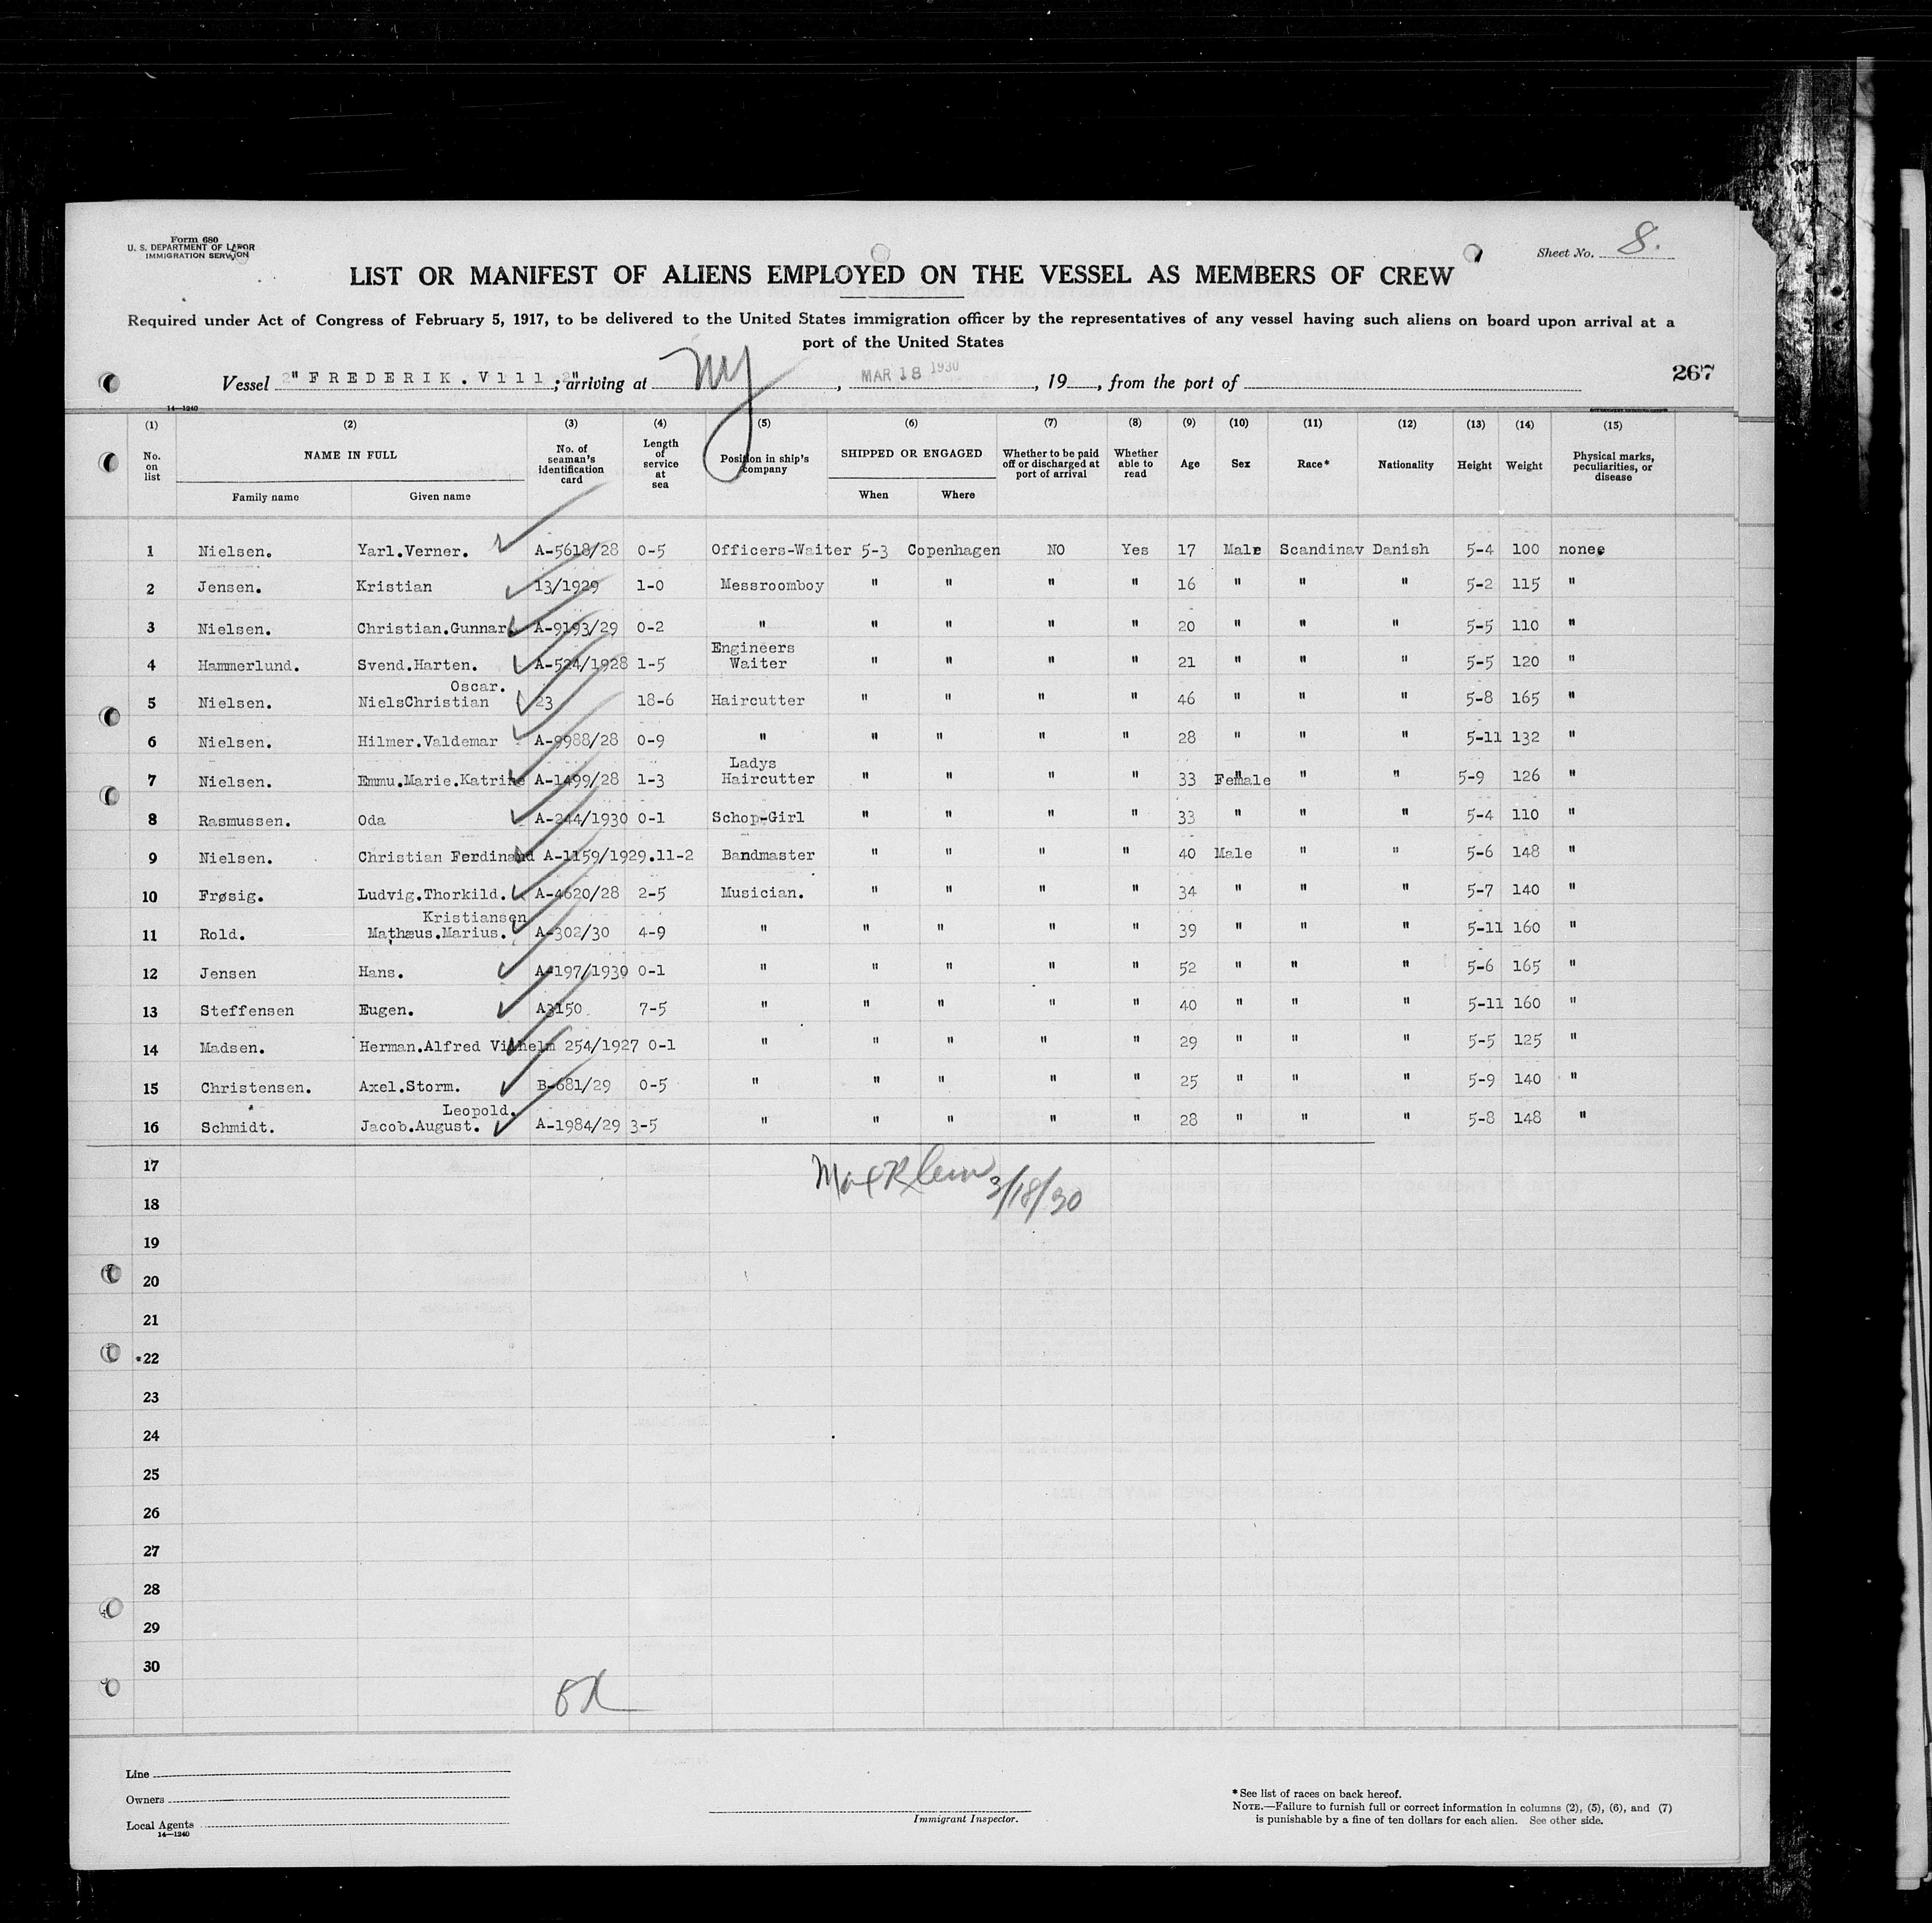 Form 680
U. S. DEPARTMENT OF LABOR
IMMIGRATION SERVICE
Sheet No. 8.
LIST OR MANIFEST OF ALIENS EMPLOYED ON THE VESSEL AS MEMBERS OF CREW
Required under Act of Congress of February 5, 1917, to be delivered to the United States immigration officer by the representatives of any vessel having such aliens on board upon arrival at a
port of the United States
Vessel "FREDERIK.V111", arriving at NY, MAR 18 1930, 19, from the port of
267
14—1240
(1) (2) (3) (4) (5) (6) (7) (8) (9) (10) (11) (12) (13) (14) (15)
No. on list NAME IN FULL No. of seaman's identification card Length of service at sea Position in ship's company SHIPPED OR ENGAGED Whether to be paid off or discharged at port of arrival Whether able to read Age Sex Race* Nationality Height Weight Physical marks, peculiarities, or disease
Family name Given name When Where
1 Nielsen. Yarl.Verner. A-5618/28 0-5 Officers-Waiter 5-3 Copenhagen NO Yes 17 Male Scandinav Danish 5-4 100 none
2 Jensen. Kristian 13/1929 1-0 Messroomboy " " " " 16 " " " 5-2 115 "
3 Nielsen. Christian.Gunnar. A-9193/29 0-2 " " " " " 20 " " " 5-5 110 "
4 Hammerlund. Svend.Harten. A-524/1928 1-5 Engineers Waiter " " " " 21 " " " 5-5 120 "
Oscar.
5 Nielsen. NielsChristian 23 18-6 Haircutter " " " " 46 " " " 5-8 165 "
6 Nielsen. Hilmer.Valdemar A-9988/28 0-9 " " " " " 28 " " " 5-11 132 "
7 Nielsen. Emmu.Marie.Katrine A-1499/28 1-3 Ladys Haircutter " " " " 33 Female " " 5-9 126 "
8 Rasmussen. Oda A-244/1930 0-1 Schop-Girl " " " " 33 " " " 5-4 110 "
9 Nielsen. Christian Ferdinand A-1159/1929. 11-2 Bandmaster " " " " 40 Male " " 5-6 148 "
10 Frøsig. Ludvig.Thorkild. A-4620/28 2-5 Musician. " " " " 34 " " " 5-7 140 "
Kristiansen
11 Rold. Mathæus.Marius. A-302/30 4-9 " " " " " 39 " " " 5-11 160 "
12 Jensen Hans. A-197/1930 0-1 " " " " " 52 " " " 5-6 165 "
13 Steffensen Eugen. A3150 7-5 " " " " " 40 " " " 5-11 160 "
14 Madsen. Herman.Alfred Vilhelm 254/1927 0-1 " " " " " 29 " " " 5-5 125 "
15 Christensen. Axel.Storm. B-681/29 0-5 " " " " " 25 " " " 5-9 140 "
Leopold.
16 Schmidt. Jacob.August. A-1984/29 3-5 " " " " " 28 " " " 5-8 148 "
17
Max Klein 3/18/30
18
19
20
21
22
23
24
25
26
27
28
29
30
Line
Owners
Local Agents
14—1240
Immigrant Inspector.
*See list of races on back hereof.
NOTE.—Failure to furnish full or correct information in columns (2), (5), (6), and (7)
is punishable by a fine of ten dollars for each alien. See other side.